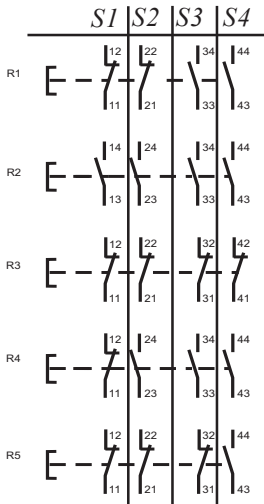 S1 S2 S3 S4
12 22 34 44
R1
11 21 33 43
14 24 34 44
R2
13 23 33 43
12 22 32 42
R3
11 21 31 41
12 24 34 44
R4
11 23 33 43
12 22 32 44
R5
11 21 31 43